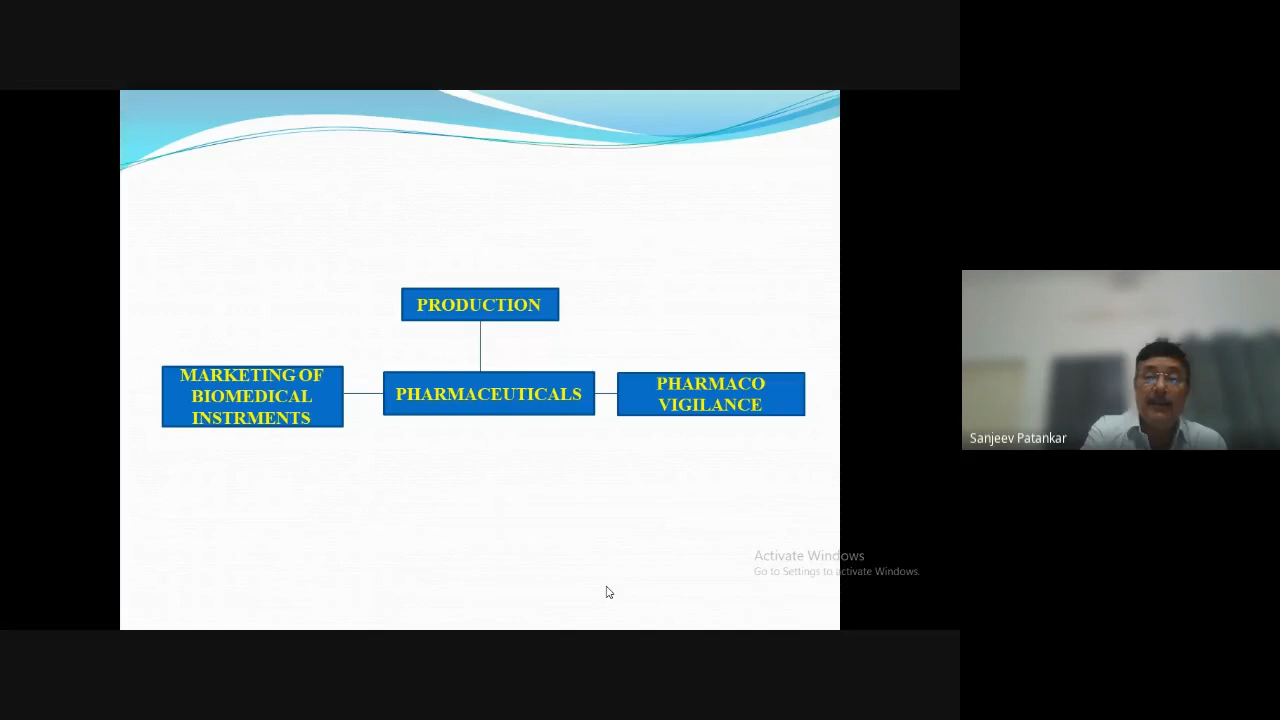 PRODUCTION
MARKETING OF
BIOMEDICAL
INSTRMENTS
PHARMACEUTICALS
PHARMACO
VIGILANCE
Sanjeev Patankar
Activate Windows
Go to Settings to activate Windows.